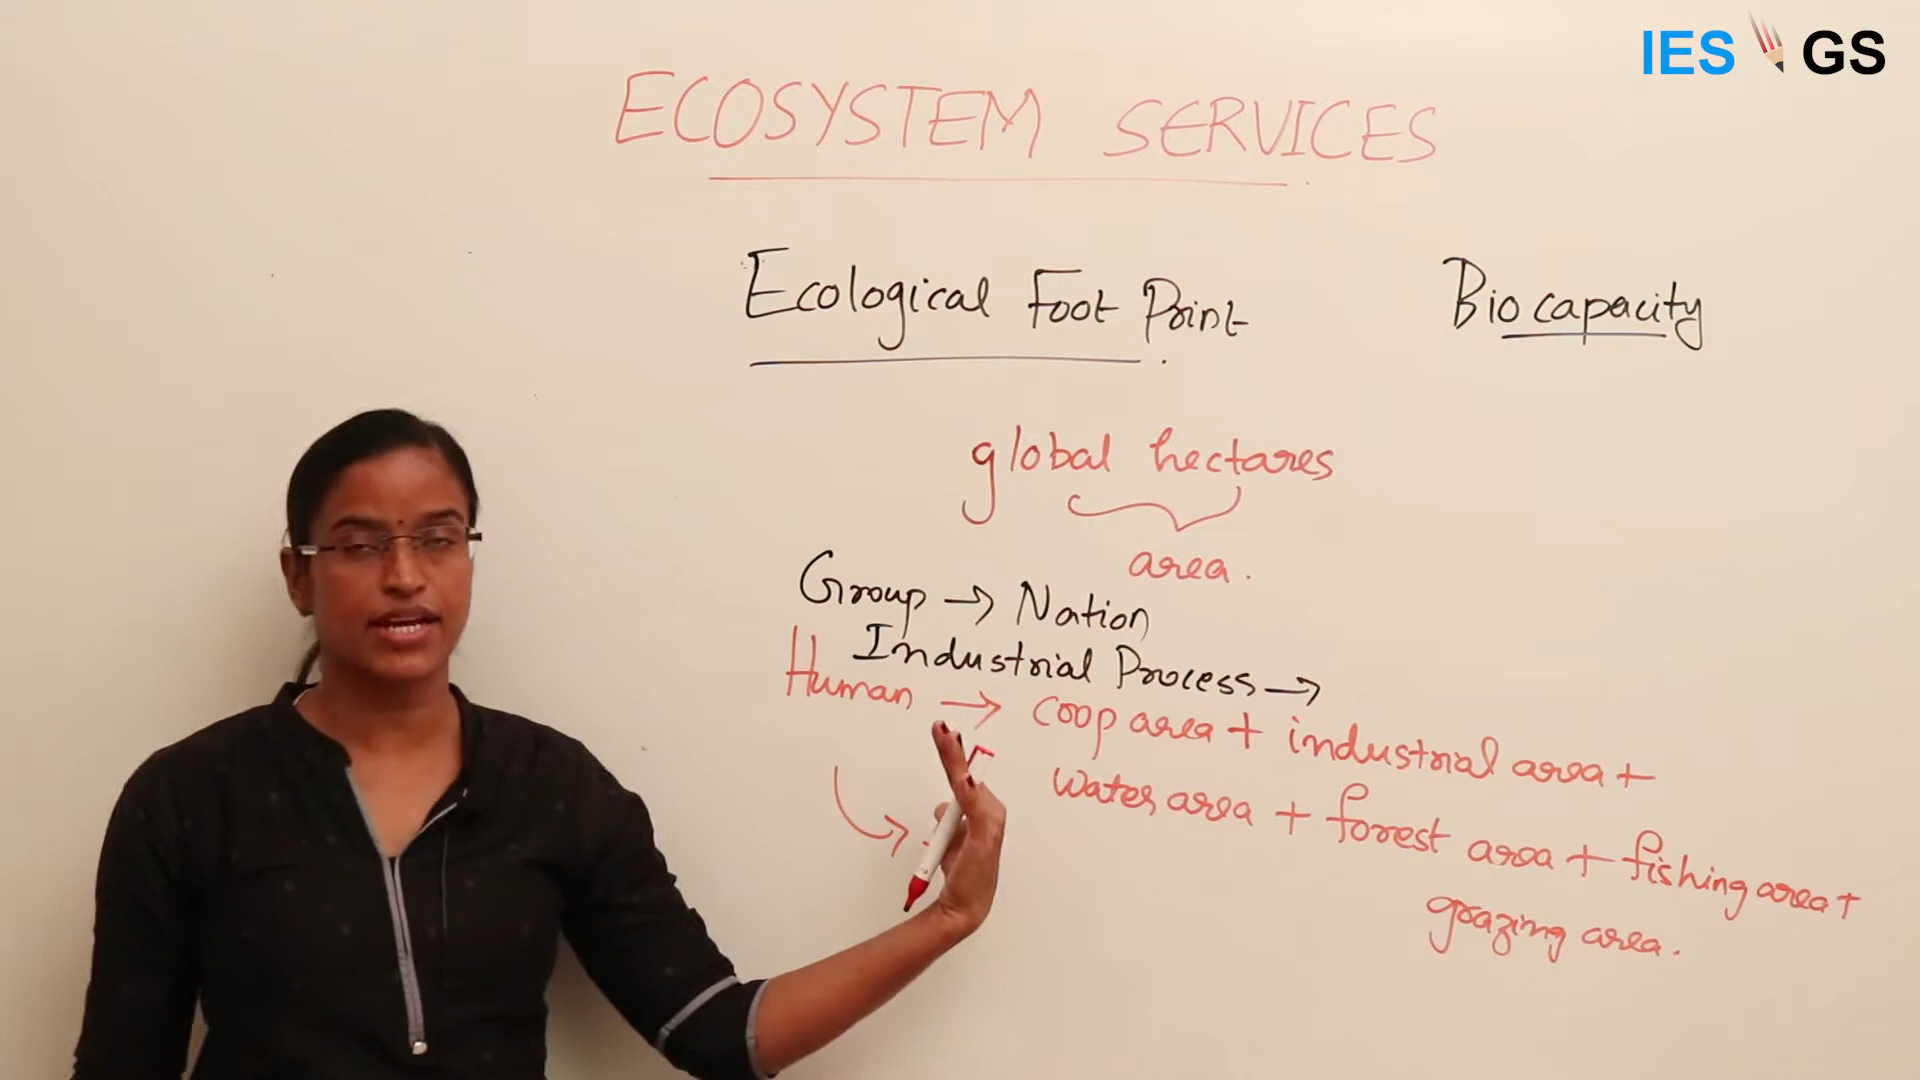 IES GS
ECOSYSTEM SERVICES
Ecological Foot Print
Biocapacity
global hectares
area.
Group → Nation
Industrial Process →
Human → coop area + industrial area +
water area + forest area + fishing area +
grazing area.